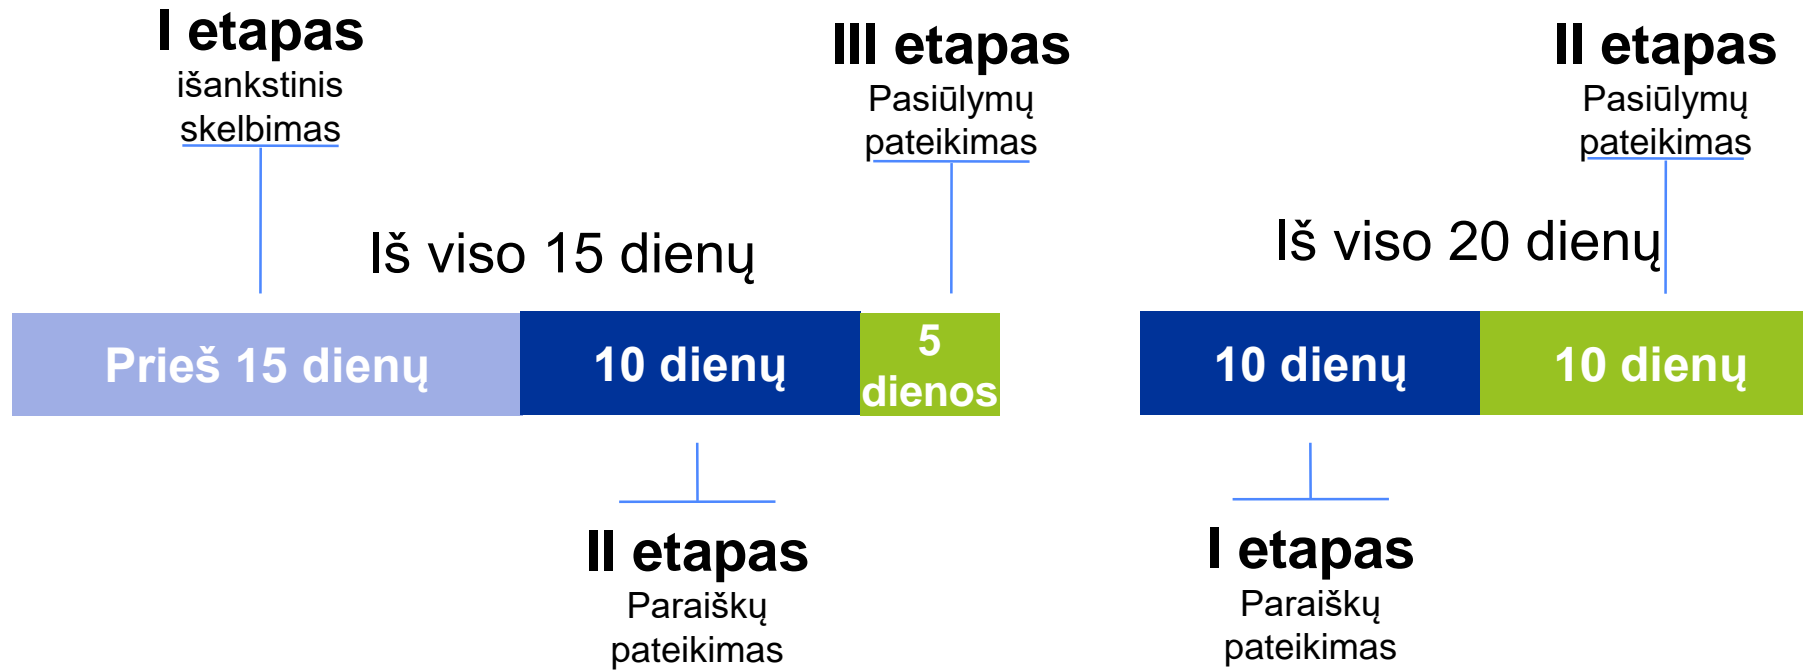 I etapas
išankstinis
skelbimas
III etapas
Pasiūlymų
pateikimas
Iš viso 15 dienų
Prieš 15 dienų
10 dienų
5
dienos
II etapas
Paraiškų
pateikimas
II etapas
Pasiūlymų
pateikimas
Iš viso 20 dienų
10 dienų
10 dienų
I etapas
Paraiškų
pateikimas